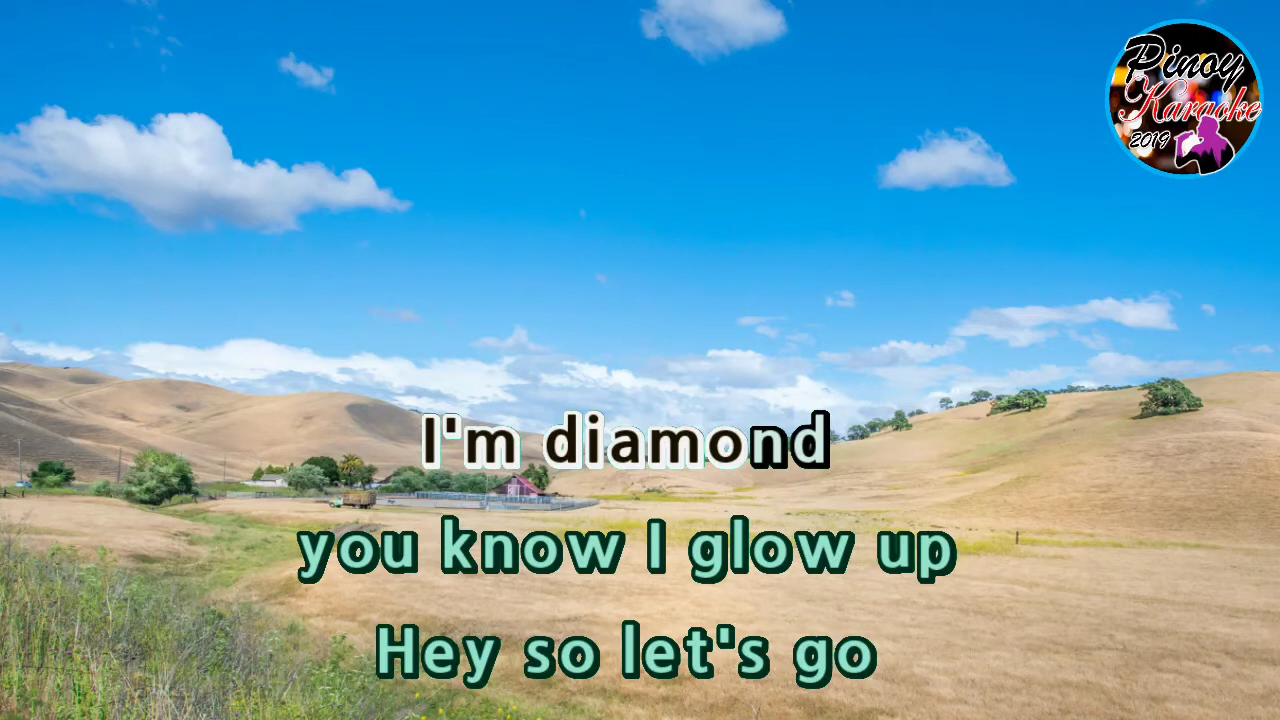 Pinoy
Karaoke
2019
I'm diamond
you know I glow up
Hey so let's go